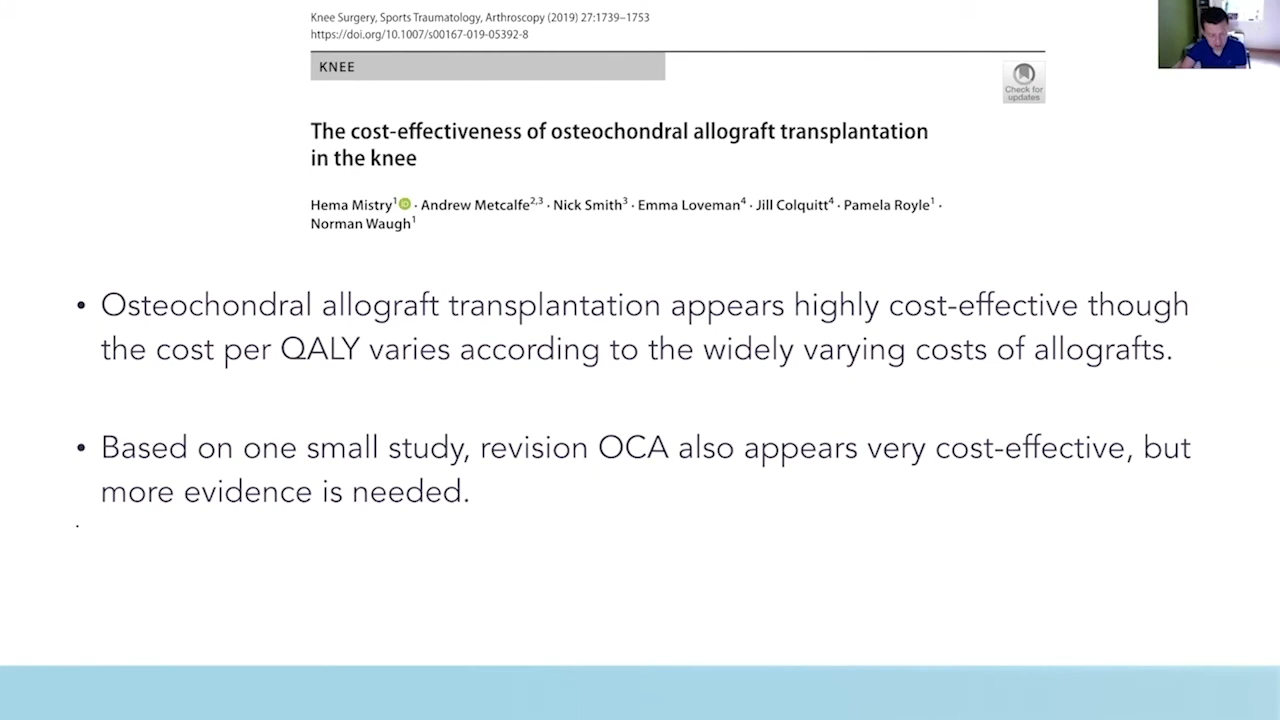 Knee Surgery, Sports Traumatology, Arthroscopy (2019) 27:1739–1753
https://doi.org/10.1007/s00167-019-05392-8
KNEE
Check for
updates
The cost-effectiveness of osteochondral allograft transplantation
in the knee
Hema Mistry¹ · Andrew Metcalfe²,³ · Nick Smith³ · Emma Loveman⁴ · Jill Colquitt⁴ · Pamela Royle¹ ·
Norman Waugh¹
• Osteochondral allograft transplantation appears highly cost-effective though
the cost per QALY varies according to the widely varying costs of allografts.
• Based on one small study, revision OCA also appears very cost-effective, but
more evidence is needed.